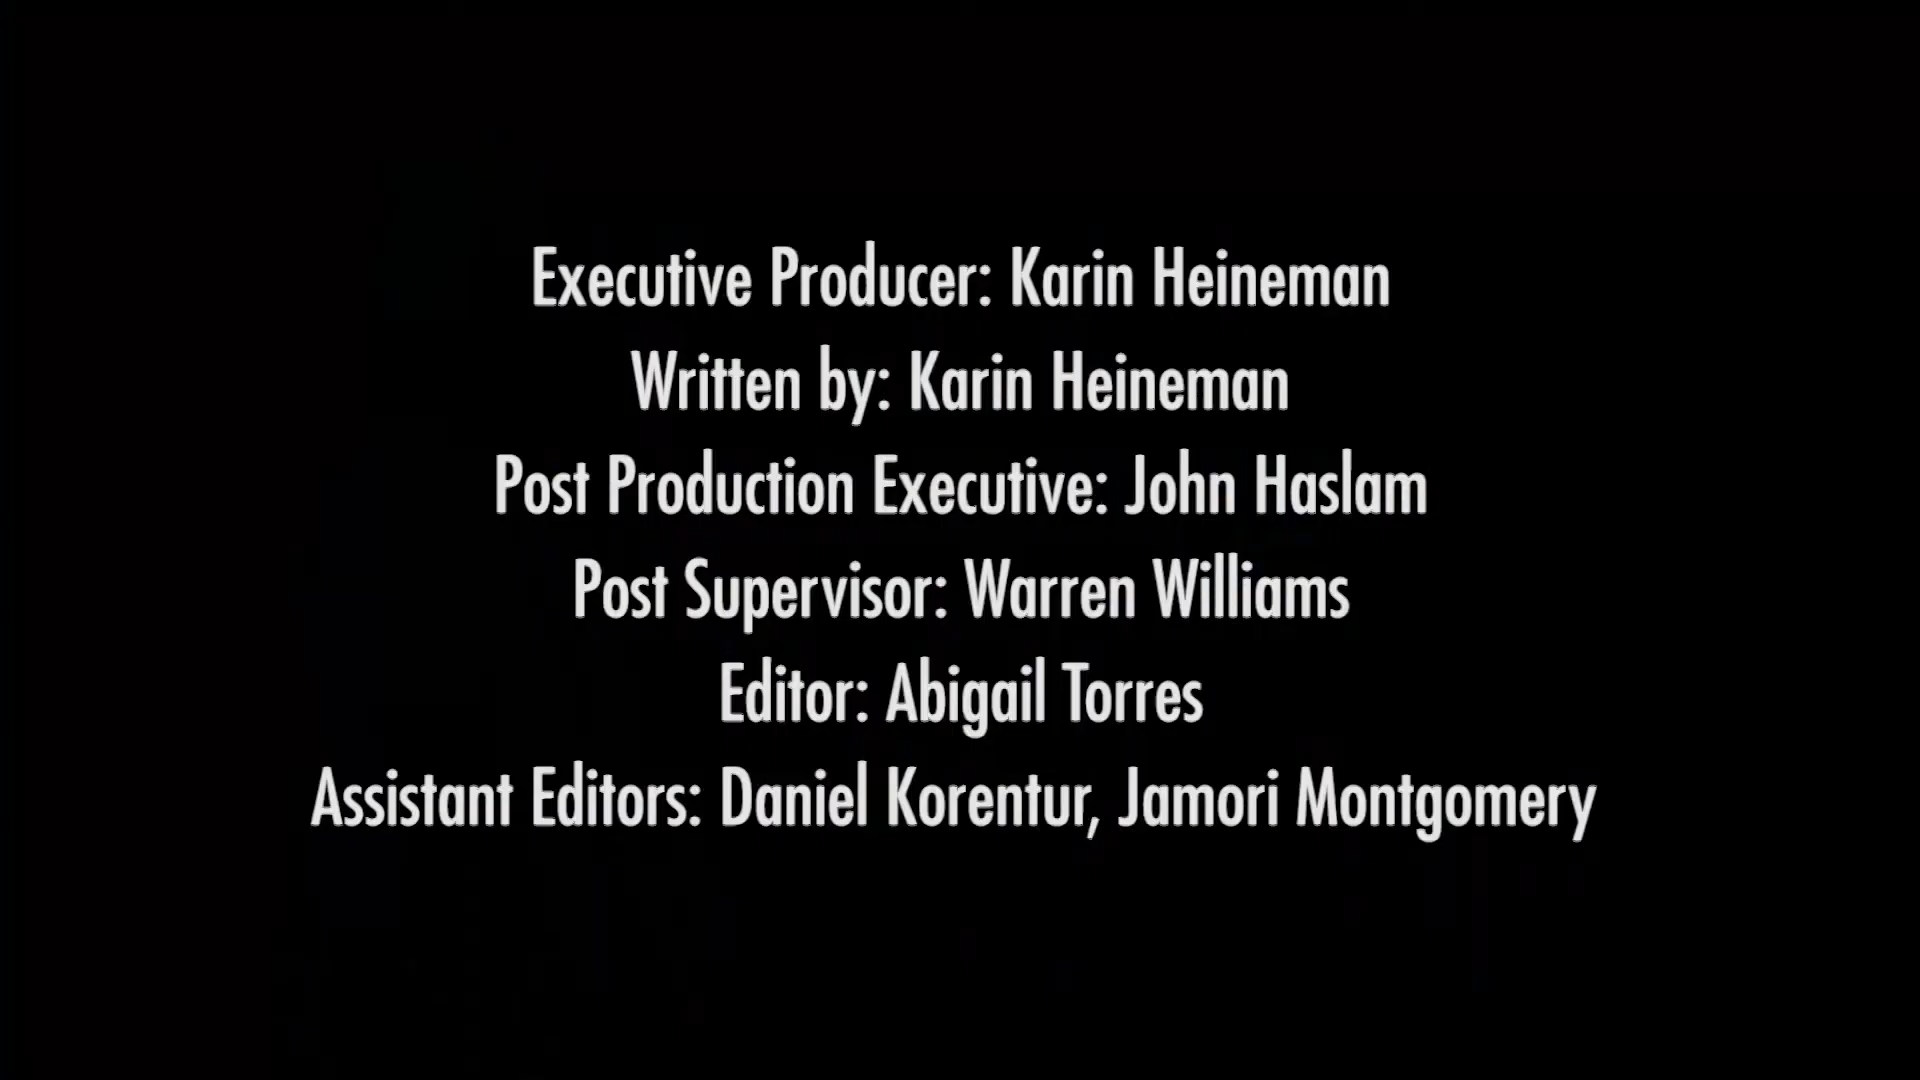 Executive Producer: Karin Heineman
Written by: Karin Heineman
Post Production Executive: John Haslam
Post Supervisor: Warren Williams
Editor: Abigail Torres
Assistant Editors: Daniel Korentur, Jamori Montgomery